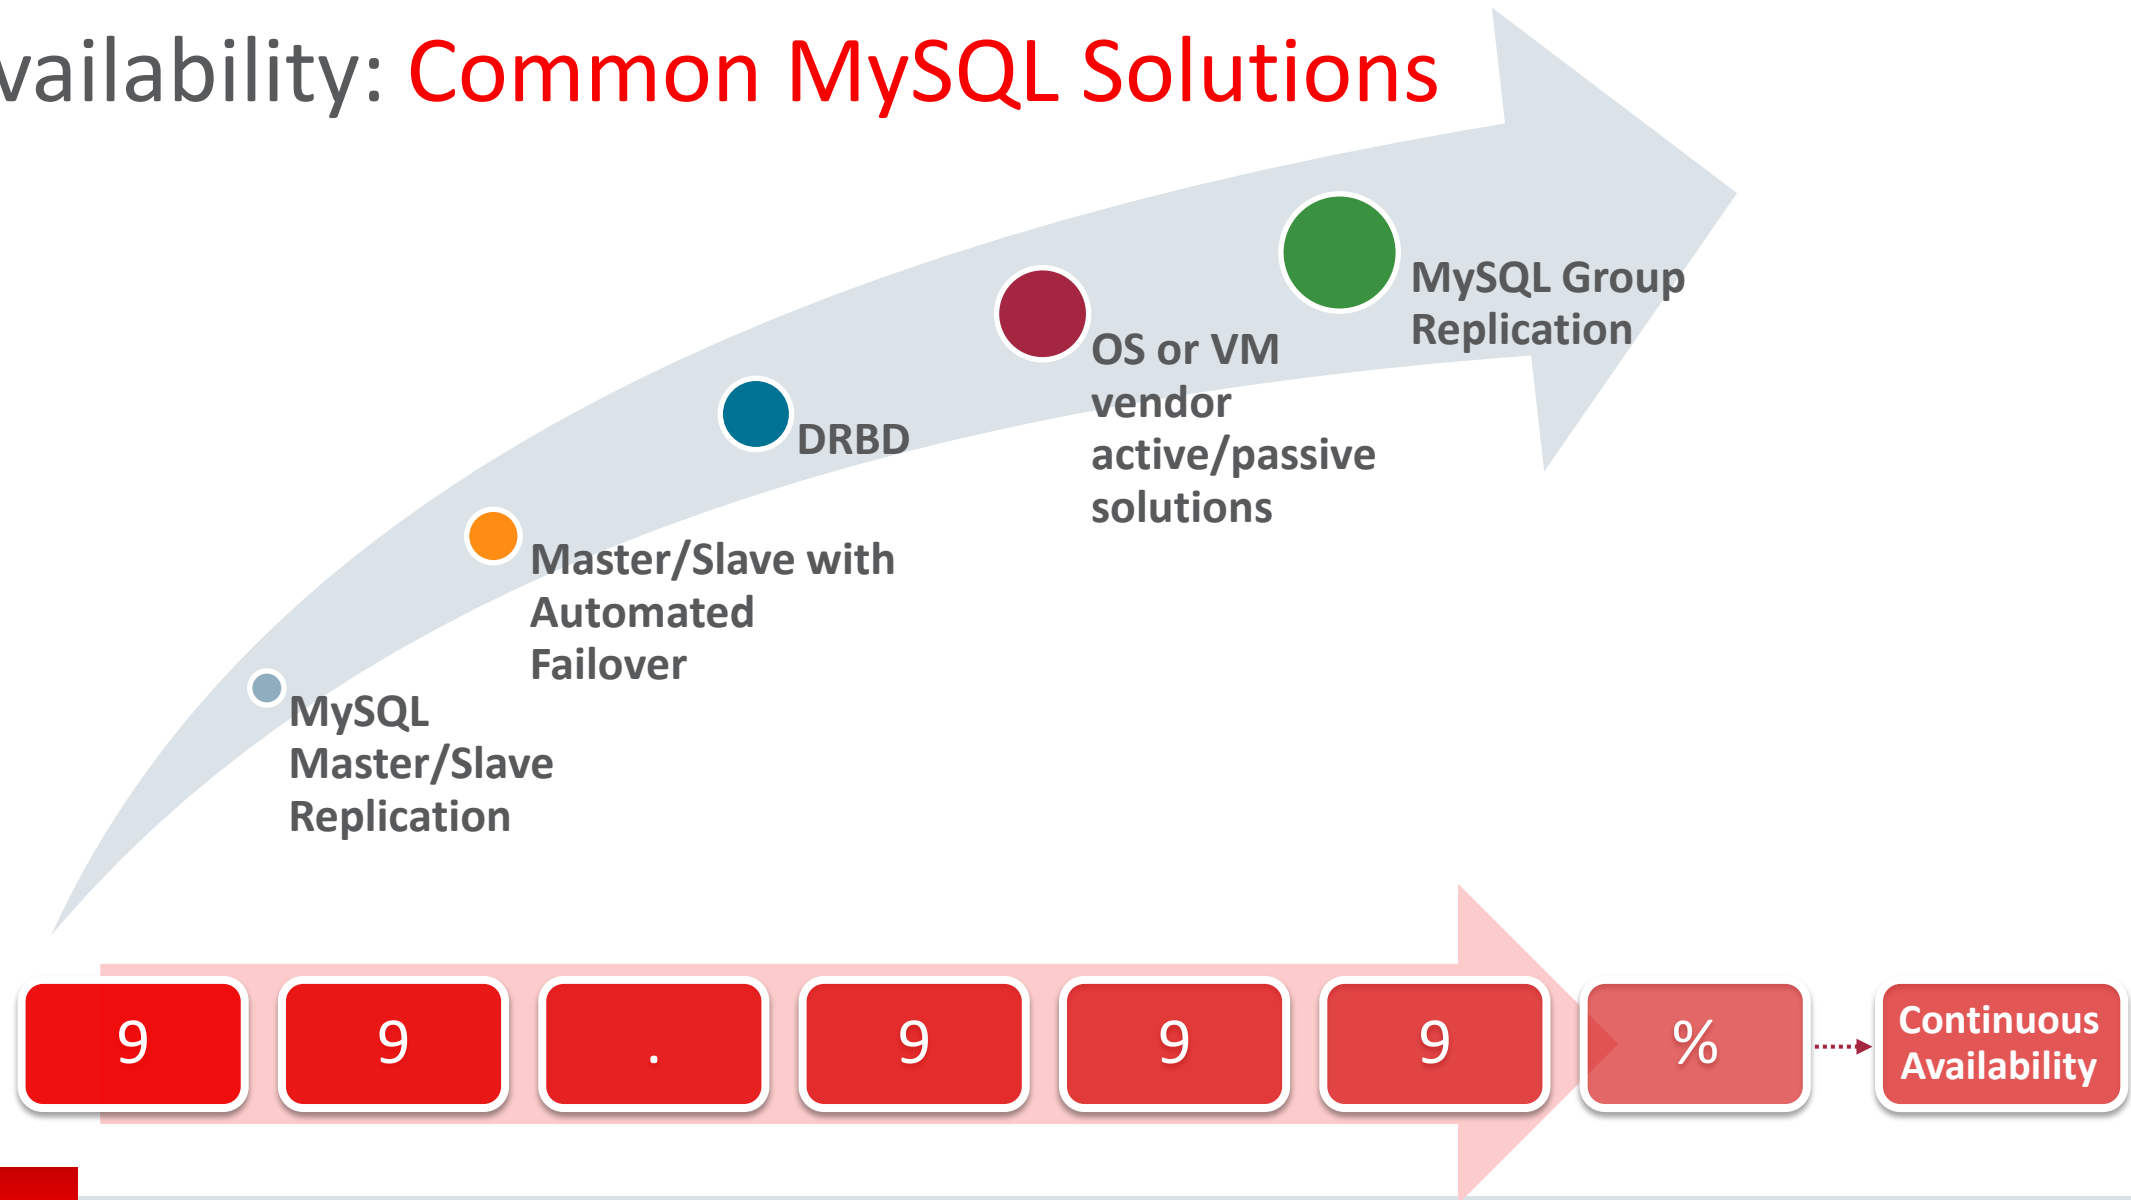 vailability: Common MySQL Solutions
MySQL Group
Replication
OS or VM
vendor
active/passive
solutions
DRBD
Master/Slave with
Automated
Failover
MySQL
Master/Slave
Replication
9 9 . 9 9 9 %
Continuous
Availability